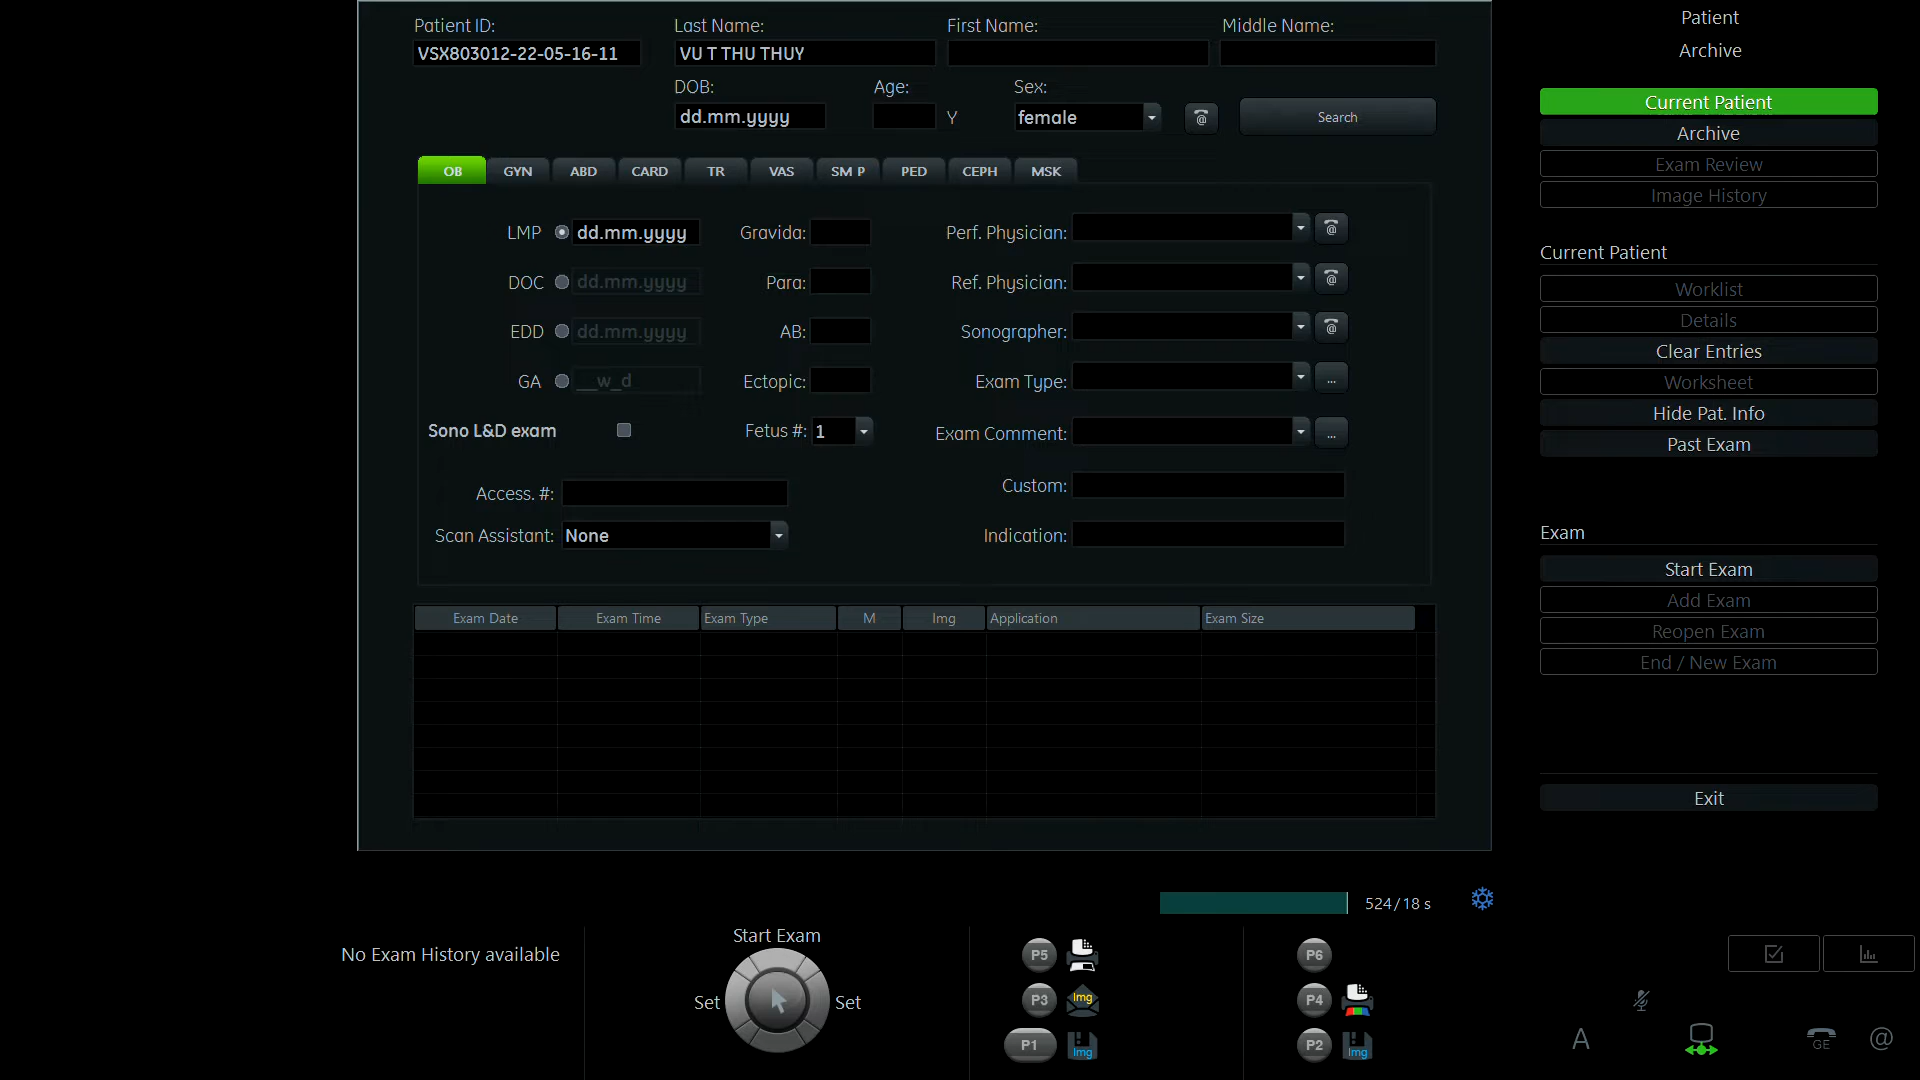 Patient ID: Last Name: First Name: Middle Name:
VSX803012-22-05-16-11 VU T THU THUY
DOB: Age: Sex:
dd.mm.yyyy Y female @ Search
OB GYN ABD CARD TR VAS SM P PED CEPH MSK
LMP dd.mm.yyyy Gravida: Perf. Physician: @
DOC dd.mm.yyyy Para: Ref. Physician: @
EDD dd.mm.yyyy AB: Sonographer: @
GA __w_d Ectopic: Exam Type: ...
Sono L&D exam Fetus #: 1 Exam Comment: ...
Access. #: Custom:
Scan Assistant: None Indication:
Exam Date Exam Time Exam Type M Img Application Exam Size
Patient
Archive
Current Patient
Archive
Exam Review
Image History
Current Patient
Worklist
Details
Clear Entries
Worksheet
Hide Pat. Info
Past Exam
Exam
Start Exam
Add Exam
Reopen Exam
End / New Exam
Exit
524/18 s
No Exam History available
Start Exam
Set Set
P5
P3 Img
P1 Img
P6
P4
P2 Img
A GE @